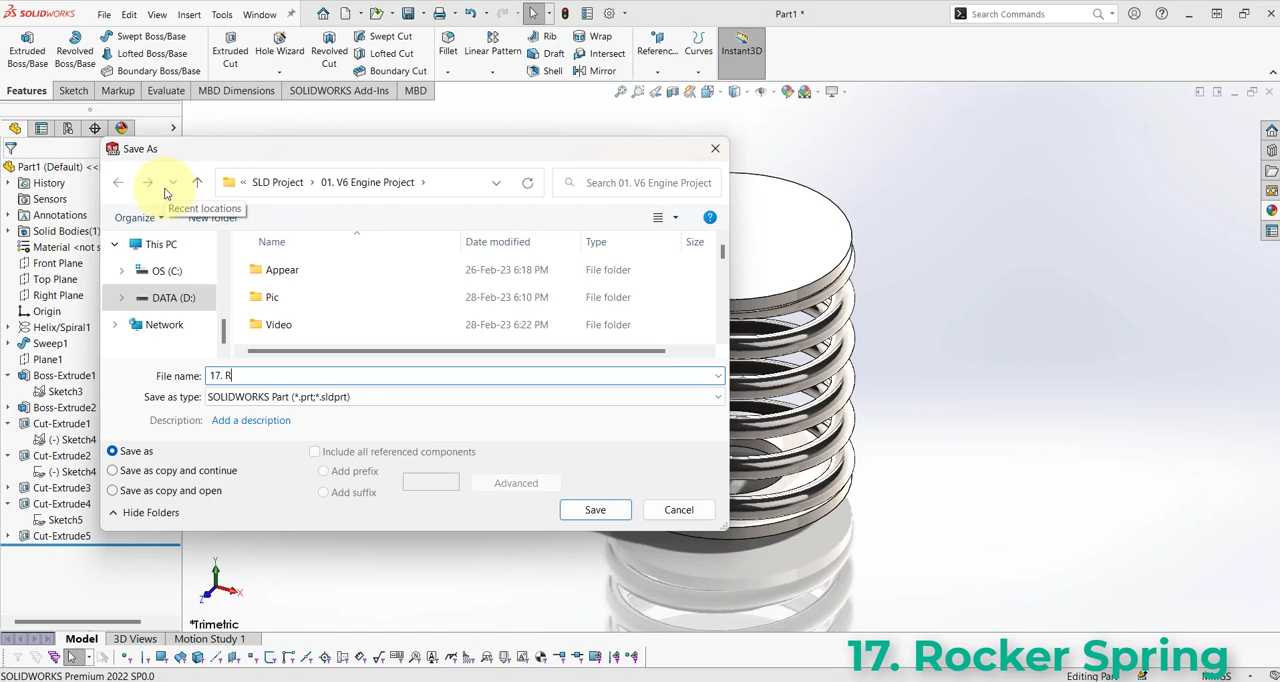 SOLIDWORKS
File
Edit
View
Insert
Tools
Window
Part1 *
Search Commands
Extruded Boss/Base
Revolved Boss/Base
Swept Boss/Base
Lofted Boss/Base
Boundary Boss/Base
Extruded Cut
Hole Wizard
Revolved Cut
Swept Cut
Lofted Cut
Boundary Cut
Fillet
Linear Pattern
Rib
Draft
Shell
Wrap
Intersect
Mirror
Referenc...
Curves
Instant3D
Features
Sketch
Markup
Evaluate
MBD Dimensions
SOLIDWORKS Add-Ins
MBD
Part1 (Default) <<
History
Sensors
Annotations
Solid Bodies(1)
Material <not s
Front Plane
Top Plane
Right Plane
Origin
Helix/Spiral1
Sweep1
Plane1
Boss-Extrude1
Sketch3
Boss-Extrude2
Cut-Extrude1
(-) Sketch4
Cut-Extrude2
(-) Sketch4
Cut-Extrude3
Cut-Extrude4
Sketch5
Cut-Extrude5
Save As
« SLD Project > 01. V6 Engine Project >
Search 01. V6 Engine Project
Recent locations
Organize
New folder
This PC
OS (C:)
DATA (D:)
Network
Name
Date modified
Type
Size
Appear
26-Feb-23 6:18 PM
File folder
Pic
28-Feb-23 6:10 PM
File folder
Video
28-Feb-23 6:22 PM
File folder
File name: 17. R
Save as type: SOLIDWORKS Part (*.prt;*.sldprt)
Description: Add a description
Save as
Save as copy and continue
Save as copy and open
Include all referenced components
Add prefix
Add suffix
Advanced
Hide Folders
Save
Cancel
Y
X
Z
*Trimetric
Model
3D Views
Motion Study 1
17. Rocker Spring
SOLIDWORKS Premium 2022 SP0.0
Editing Part
MMGS